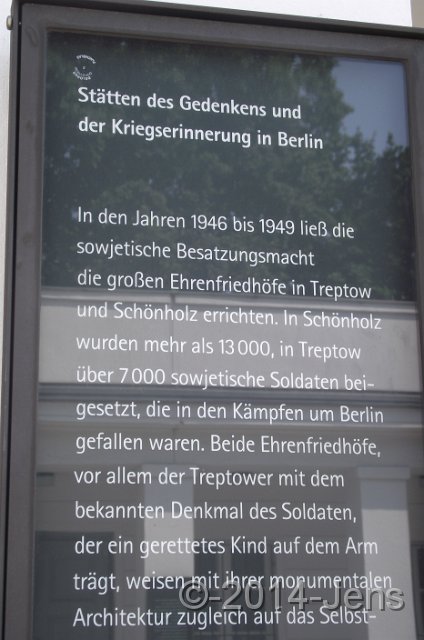 Stätten des Gedenkens und
der Kriegserinnerung in Berlin
In den Jahren 1946 bis 1949 ließ die
sowjetische Besatzungsmacht
die großen Ehrenfriedhöfe in Treptow
und Schönholz errichten. In Schönholz
wurden mehr als 13 000, in Treptow
über 7 000 sowjetische Soldaten bei-
gesetzt, die in den Kämpfen um Berlin
gefallen waren. Beide Ehrenfriedhöfe,
vor allem der Treptower mit dem
bekannten Denkmal des Soldaten,
der ein gerettetes Kind auf dem Arm
trägt, weisen mit ihrer monumentalen
Architektur zugleich auf das Selbst-
©-2014-Jens